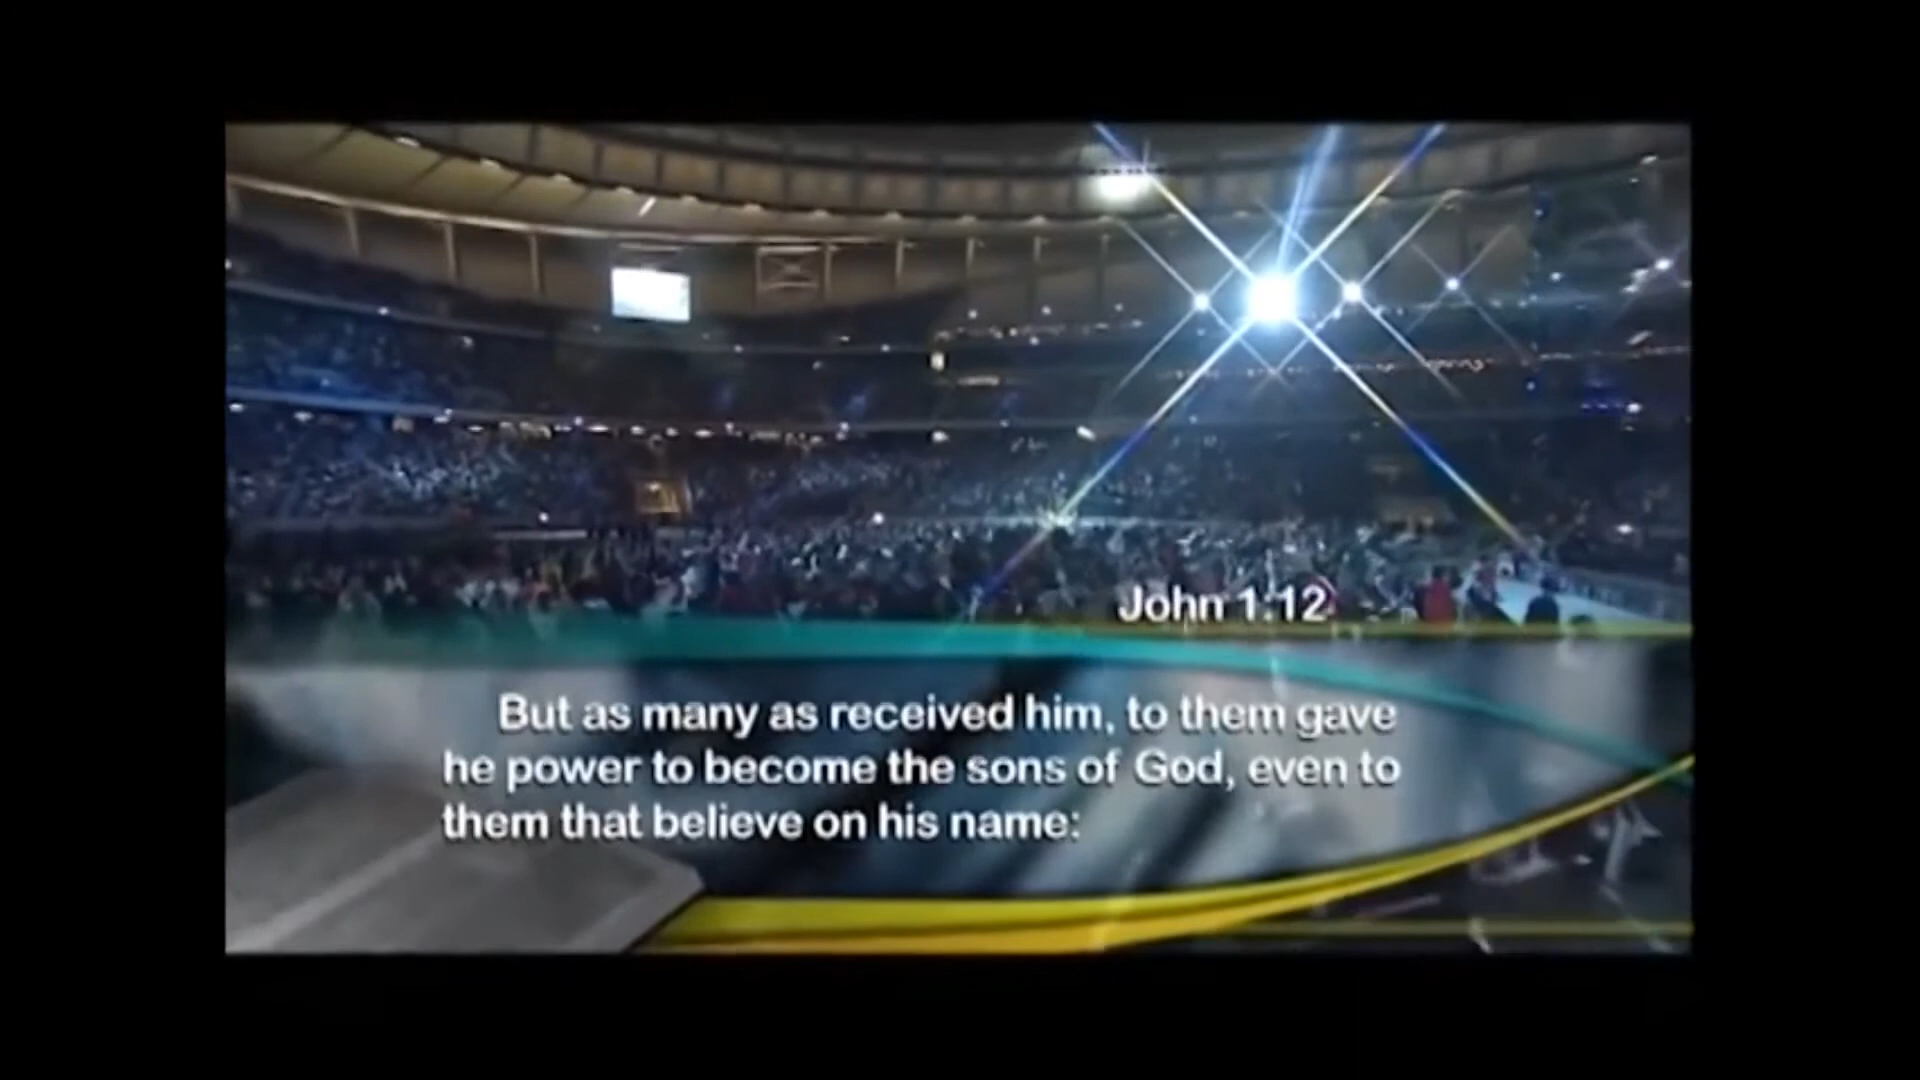 John 1:12
But as many as received him, to them gave
he power to become the sons of God, even to
them that believe on his name: